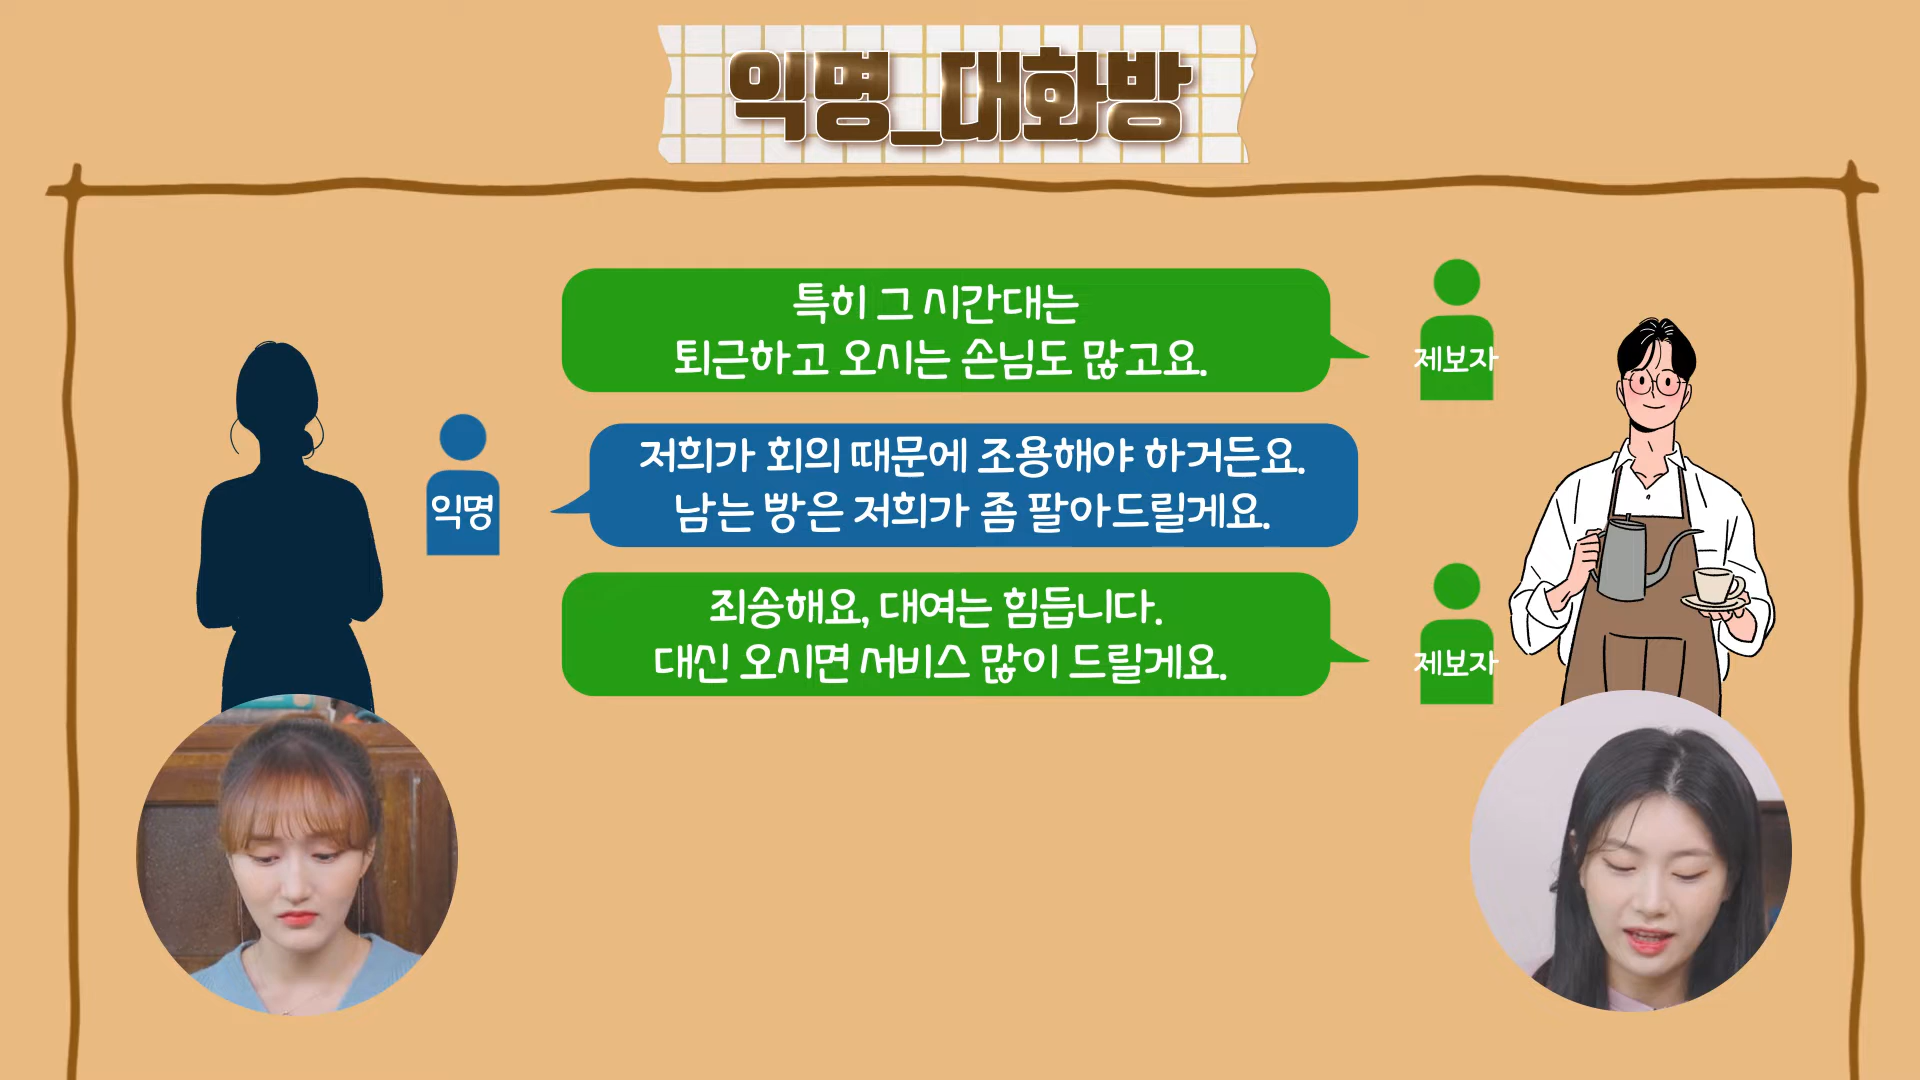 익명_대화방
특히 그 시간대는
퇴근하고 오시는 손님도 많고요.
제보자
저희가 회의 때문에 조용해야 하거든요.
남는 빵은 저희가 좀 팔아드릴게요.
익명
죄송해요, 대여는 힘듭니다.
대신 오시면 서비스 많이 드릴게요.
제보자